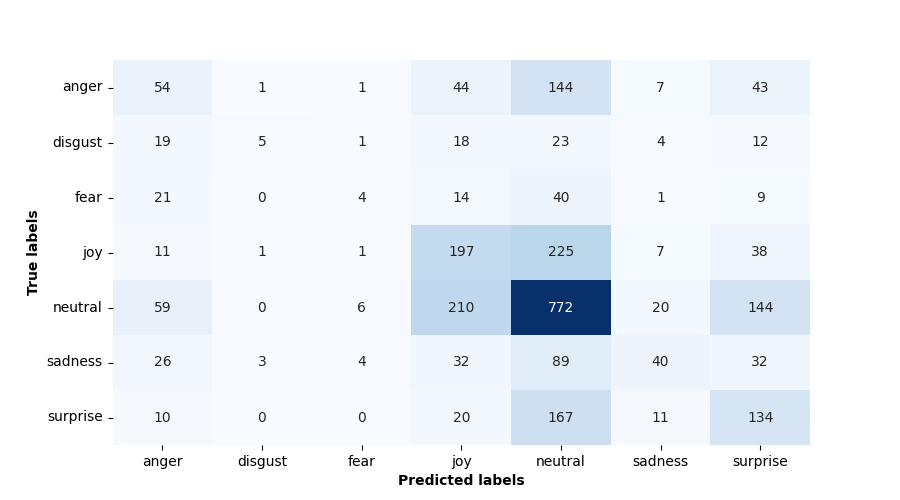 True labels
anger 54 1 1 44 144 7 43
disgust 19 5 1 18 23 4 12
fear 21 0 4 14 40 1 9
joy 11 1 1 197 225 7 38
neutral 59 0 6 210 772 20 144
sadness 26 3 4 32 89 40 32
surprise 10 0 0 20 167 11 134
anger disgust fear joy neutral sadness surprise
Predicted labels